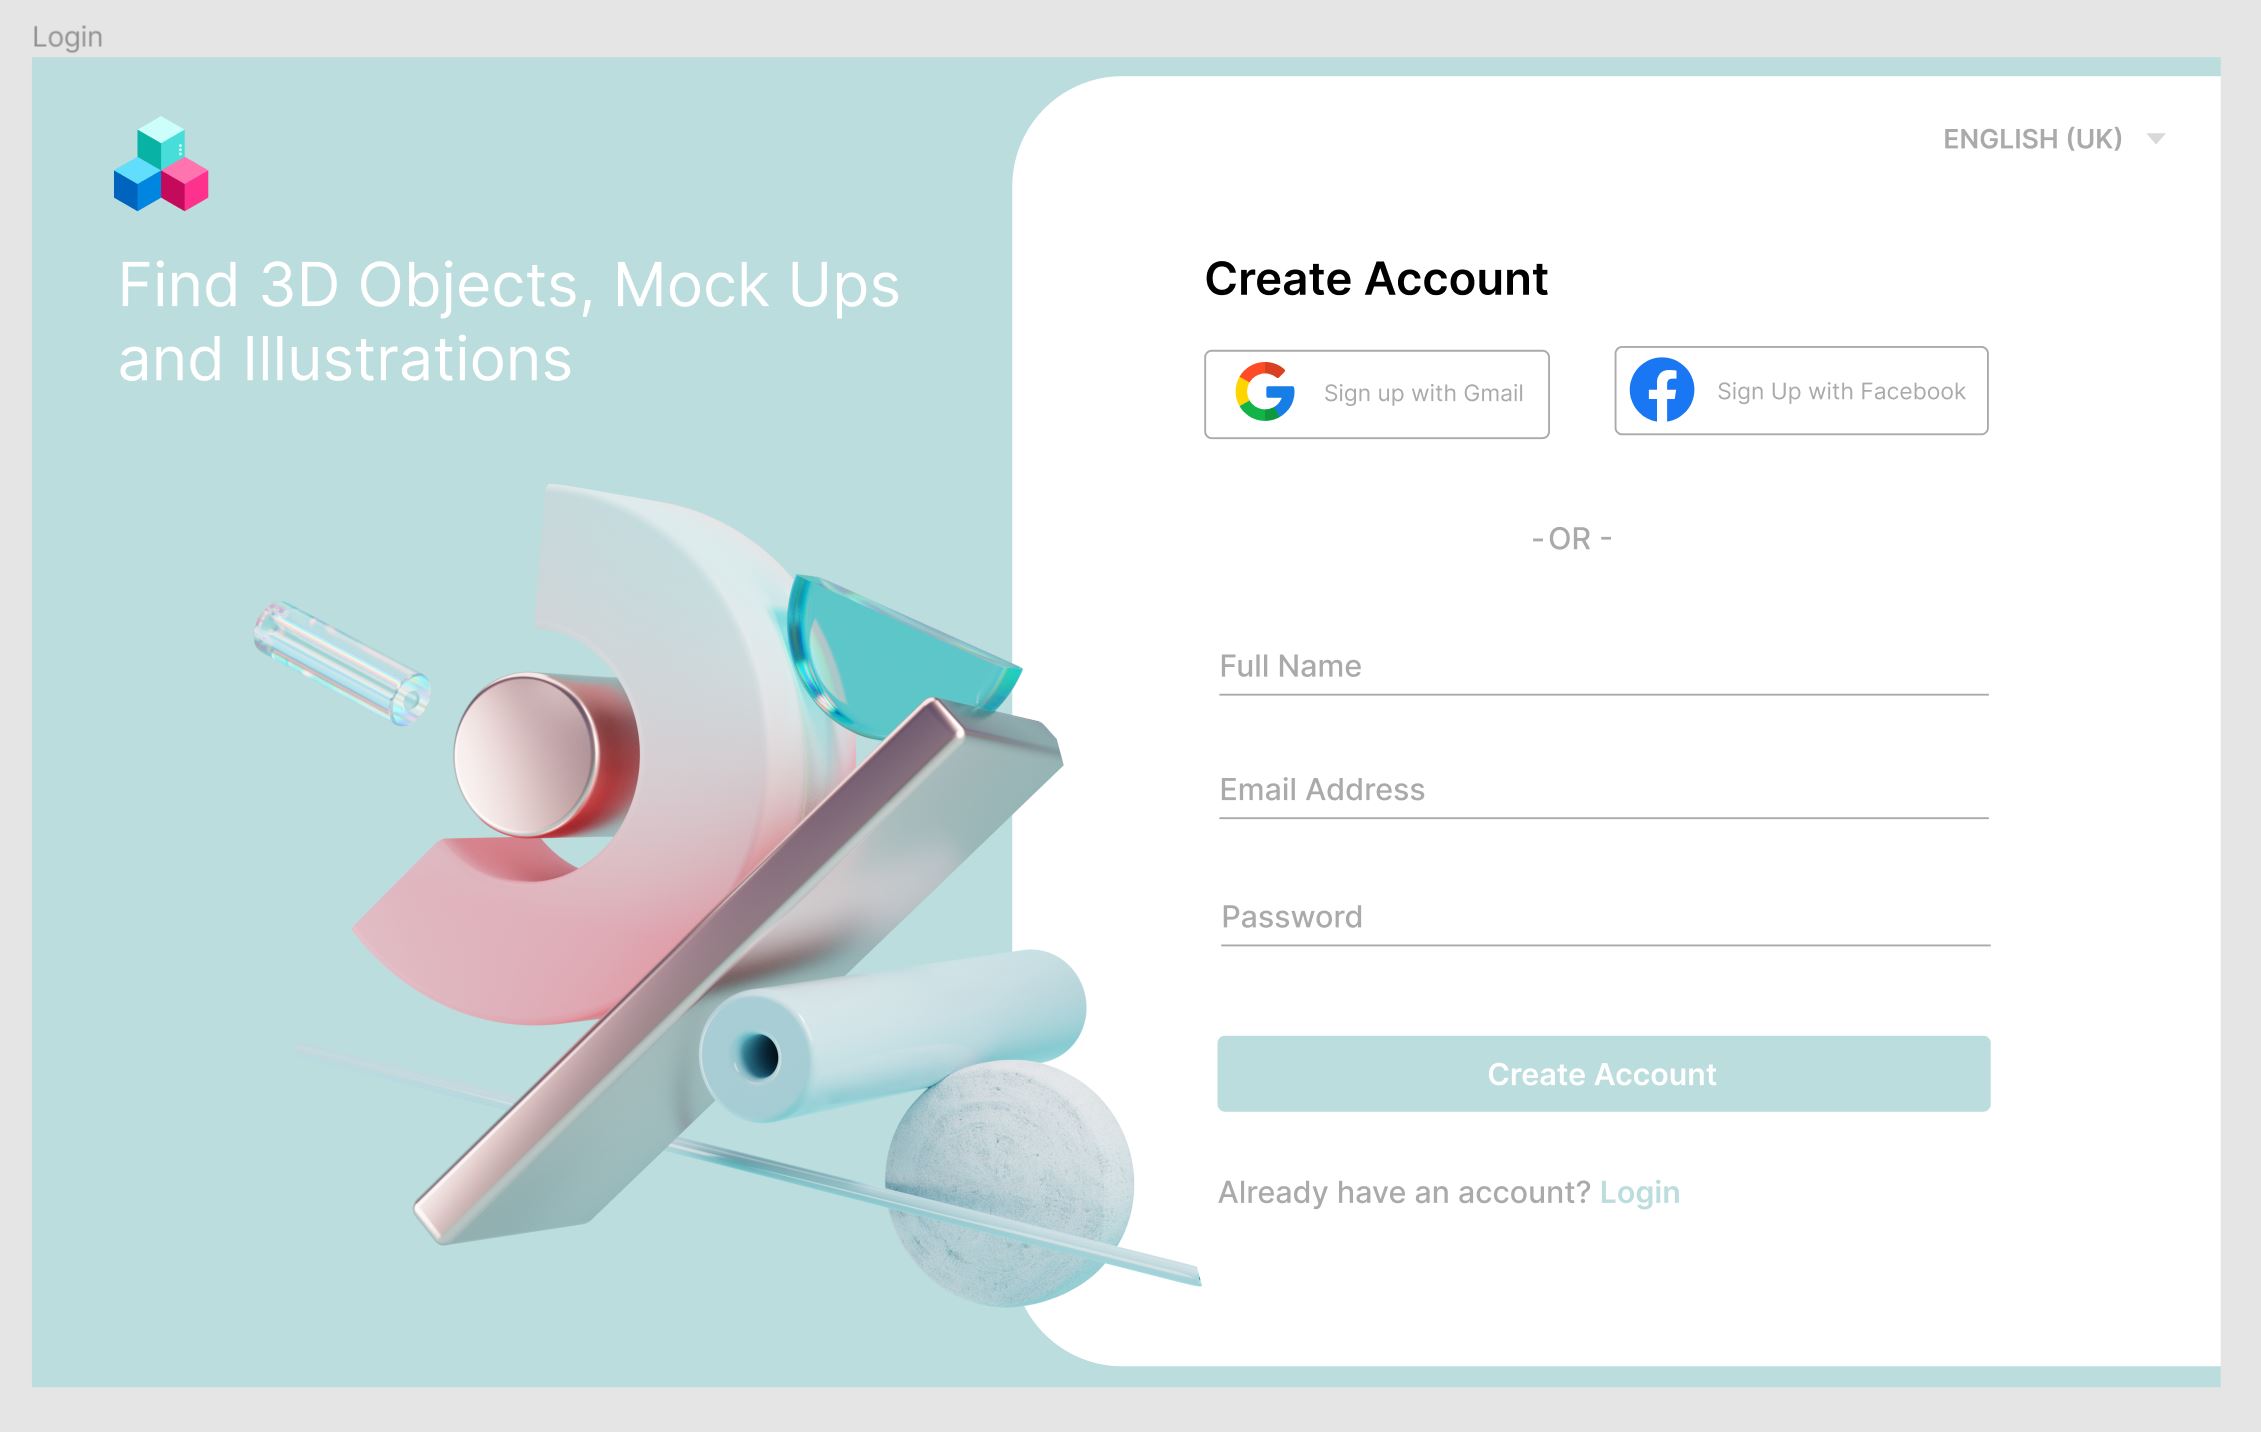 Login
Find 3D Objects, Mock Ups
and Illustrations
ENGLISH (UK)
Create Account
Sign up with Gmail
Sign Up with Facebook
-OR -
Full Name
Email Address
Password
Create Account
Already have an account? Login